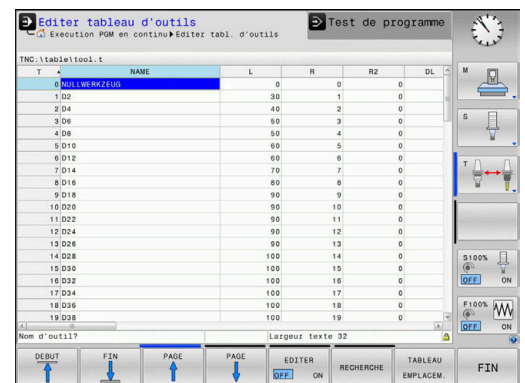 Editer tableau d'outils
Test de programme
Execution PGM en continu Editer tabl. d'outils
TNC:\table\tool.t
T NAME L R R2 DL
0 NULLWERKZEUG 0 0 0
1 D2 30 1 0
2 D4 40 2 0
3 D6 50 3 0
4 D8 50 4 0
5 D10 60 5 0
6 D12 60 6 0
7 D14 70 7 0
8 D16 80 8 0
9 D18 90 9 0
10 D20 90 10 0
11 D22 90 11 0
12 D24 90 12 0
13 D26 90 13 0
14 D28 100 14 0
15 D30 100 15 0
16 D32 100 16 0
17 D34 100 17 0
18 D36 100 18 0
19 D38 100 19 0
Nom d'outil? Largeur texte 32
M
S
T
S100%
OFF ON
F100%
OFF ON
DEBUT
FIN
PAGE
PAGE
EDITER
OFF ON
RECHERCHE
TABLEAU
EMPLACEM.
FIN